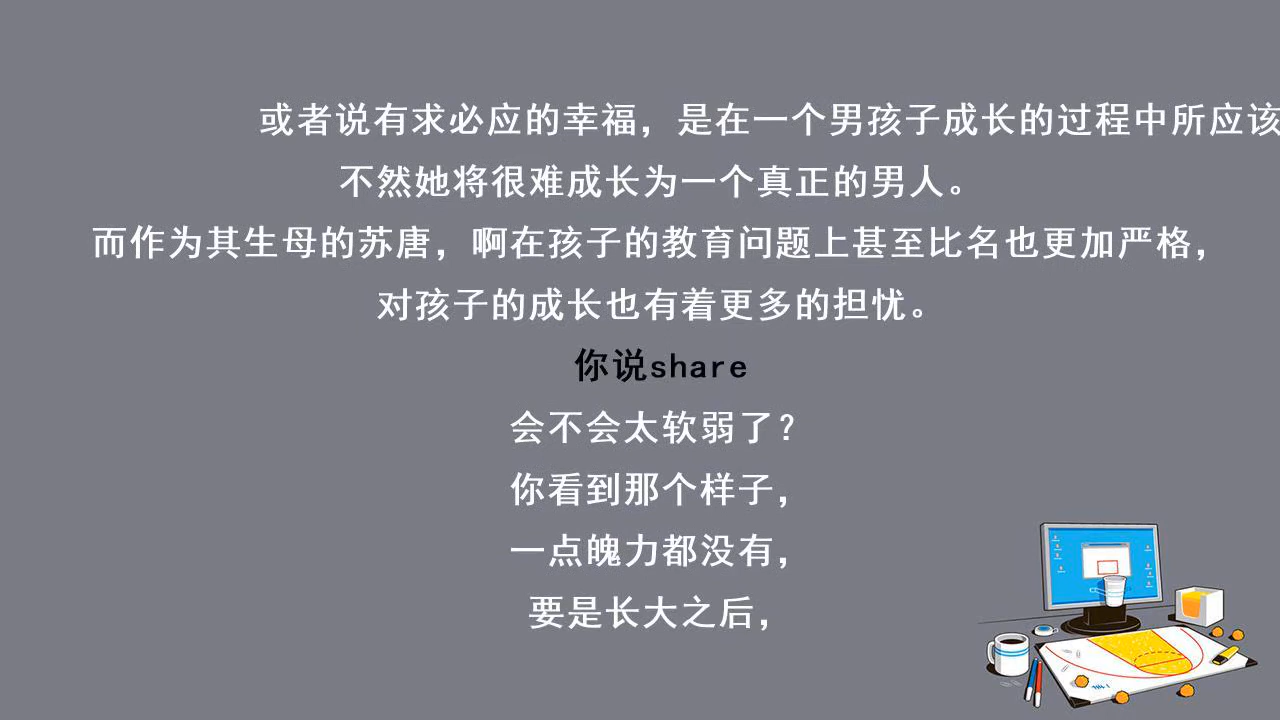 或者说有求必应的幸福，是在一个男孩子成长的过程中所应该
不然她将很难成长为一个真正的男人。
而作为其生母的苏唐，啊在孩子的教育问题上甚至比名也更加严格，
对孩子的成长也有着更多的担忧。
你说share
会不会太软弱了？
你看到那个样子，
一点魄力都没有，
要是长大之后，